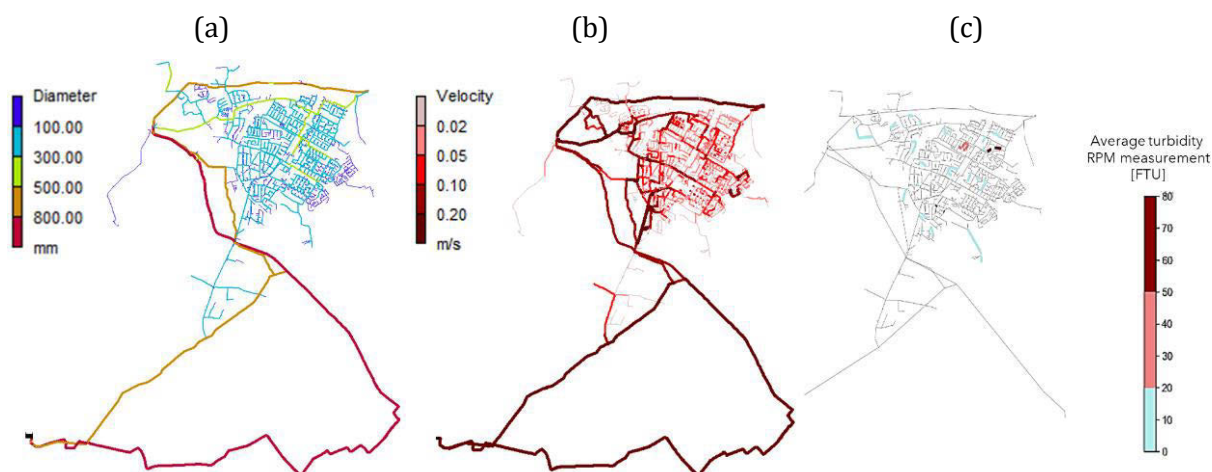 (a)
(b)
(c)
Diameter
100.00
300.00
500.00
800.00
mm
Velocity
0.02
0.05
0.10
0.20
m/s
Average turbidity
RPM measurement
[FTU]
80
70
60
50
40
30
20
10
0